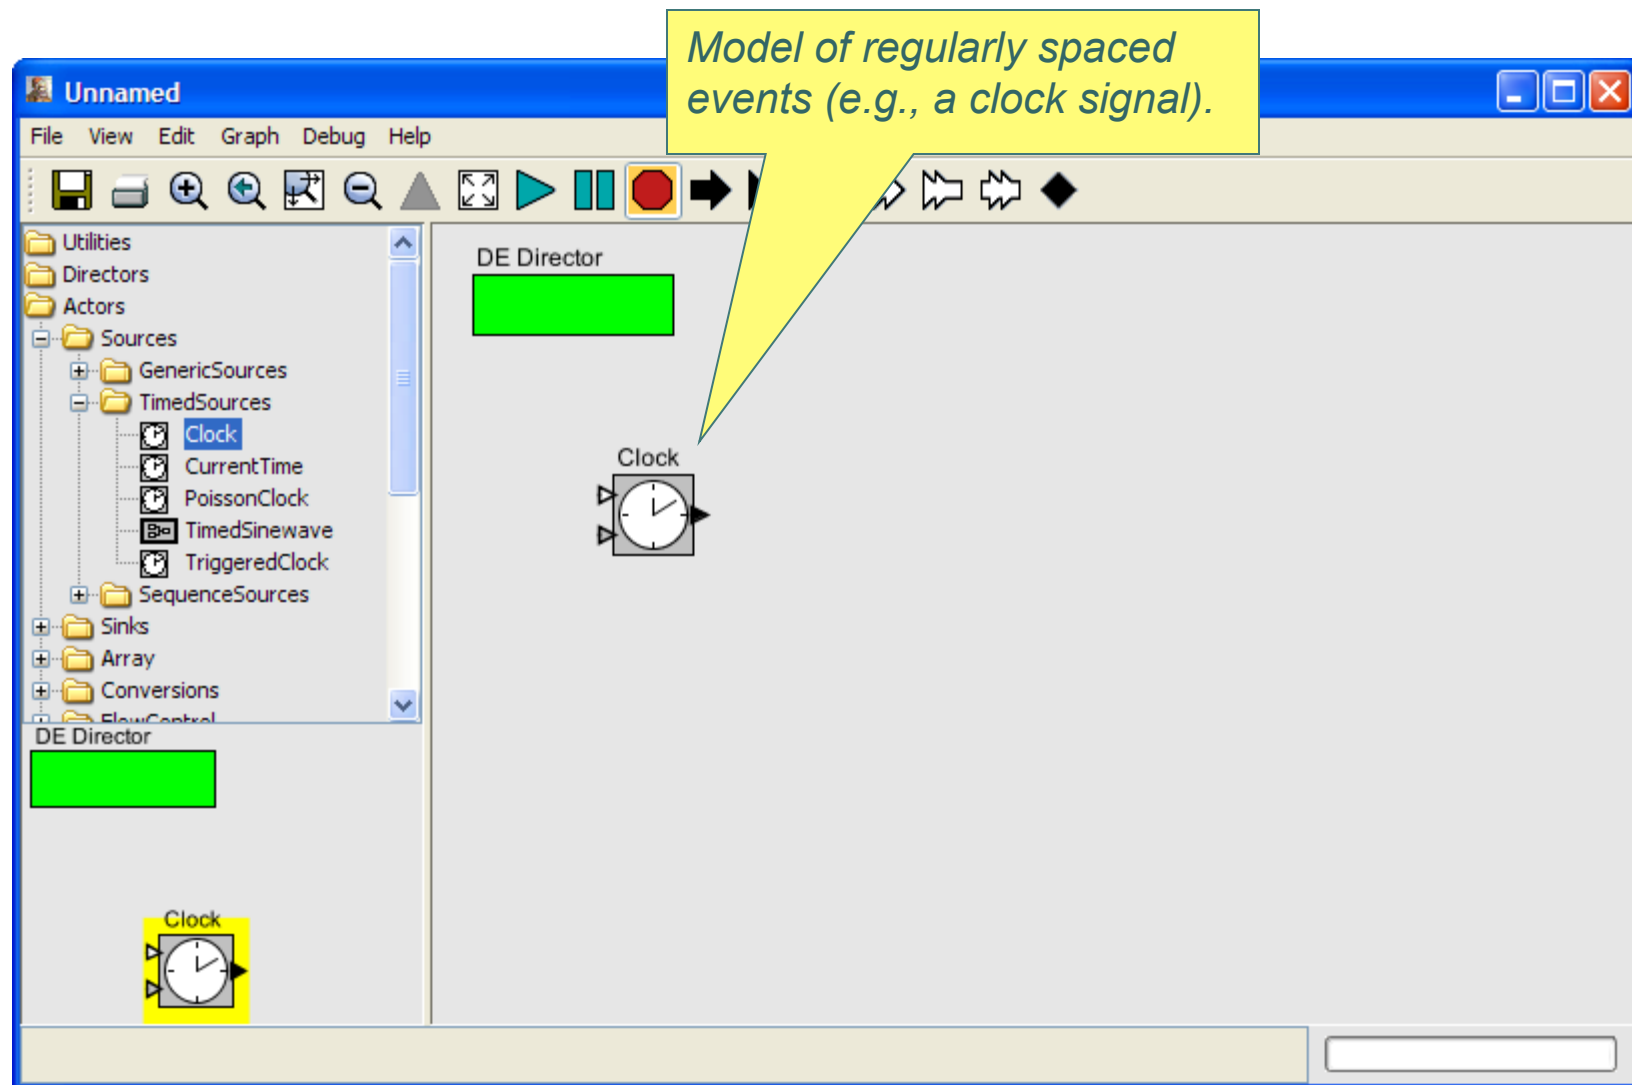 Model of regularly spaced
events (e.g., a clock signal).
Unnamed
File View Edit Graph Debug Help
Utilities
Directors
Actors
Sources
GenericSources
TimedSources
Clock
CurrentTime
PoissonClock
TimedSinewave
TriggeredClock
SequenceSources
Sinks
Array
Conversions
FlowControl
DE Director
Clock
DE Director
Clock